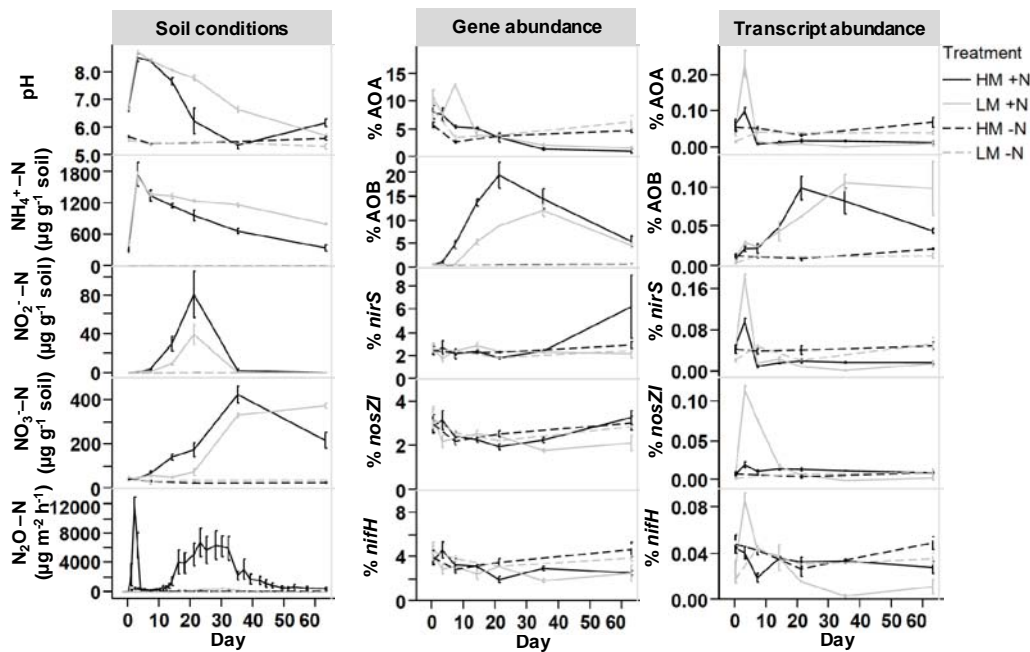 Soil conditions
Gene abundance
Transcript abundance
Treatment
HM +N
LM +N
HM -N
LM -N
pH
8.0
7.0
6.0
5.0
NH₄⁺–N
(µg g⁻¹ soil)
1800
1200
600
0
NO₂⁻–N
(µg g⁻¹ soil)
80
40
0
NO₃⁻–N
(µg g⁻¹ soil)
400
200
0
N₂O–N
(µg m⁻² h⁻¹)
12000
8000
4000
0
0 10 20 30 40 50 60
Day
% AOA
15
10
5
0
% AOB
20
15
10
5
0
% nirS
8
6
4
2
0
% nosZI
4
2
0
% nifH
8
6
4
2
0
0 10 20 30 40 50 60
Day
% AOA
0.20
0.10
0.00
% AOB
0.10
0.05
0.00
% nirS
0.16
0.08
0.00
% nosZI
0.10
0.05
0.00
% nifH
0.08
0.04
0.00
0 10 20 30 40 50 60
Day